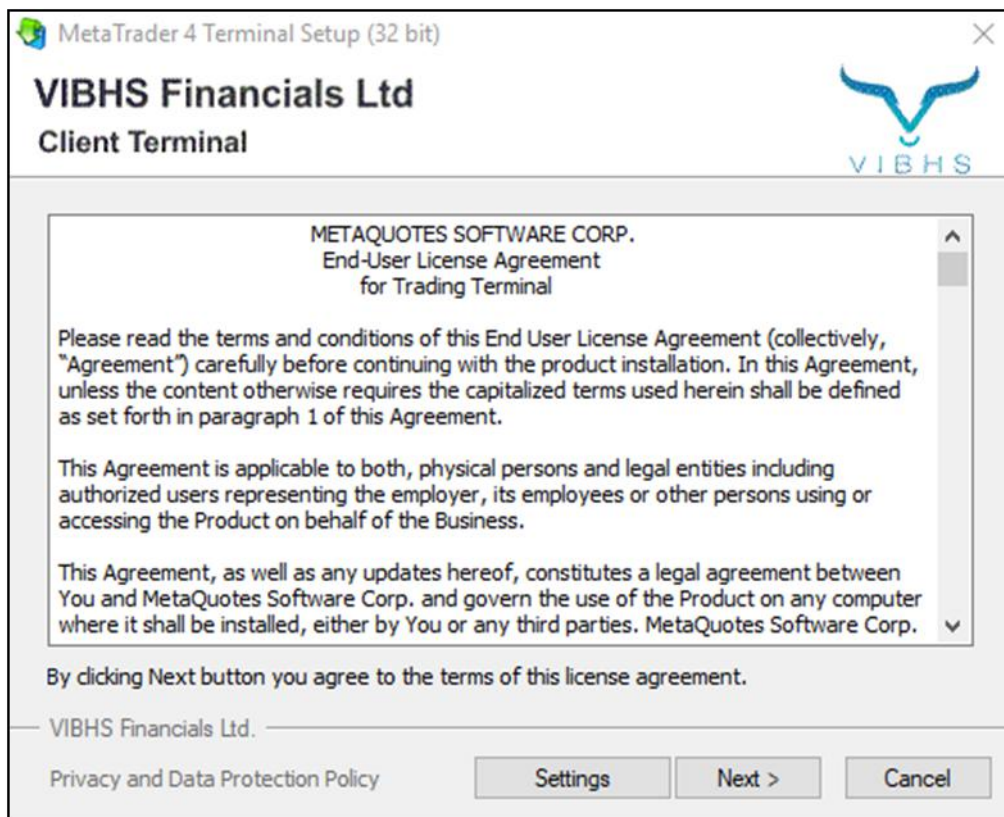 MetaTrader 4 Terminal Setup (32 bit)
VIBHS Financials Ltd
Client Terminal
VIBHS
METAQUOTES SOFTWARE CORP.
End-User License Agreement
for Trading Terminal
Please read the terms and conditions of this End User License Agreement (collectively,
“Agreement”) carefully before continuing with the product installation. In this Agreement,
unless the content otherwise requires the capitalized terms used herein shall be defined
as set forth in paragraph 1 of this Agreement.
This Agreement is applicable to both, physical persons and legal entities including
authorized users representing the employer, its employees or other persons using or
accessing the Product on behalf of the Business.
This Agreement, as well as any updates hereof, constitutes a legal agreement between
You and MetaQuotes Software Corp. and govern the use of the Product on any computer
where it shall be installed, either by You or any third parties. MetaQuotes Software Corp.
By clicking Next button you agree to the terms of this license agreement.
VIBHS Financials Ltd.
Privacy and Data Protection Policy
Settings
Next >
Cancel